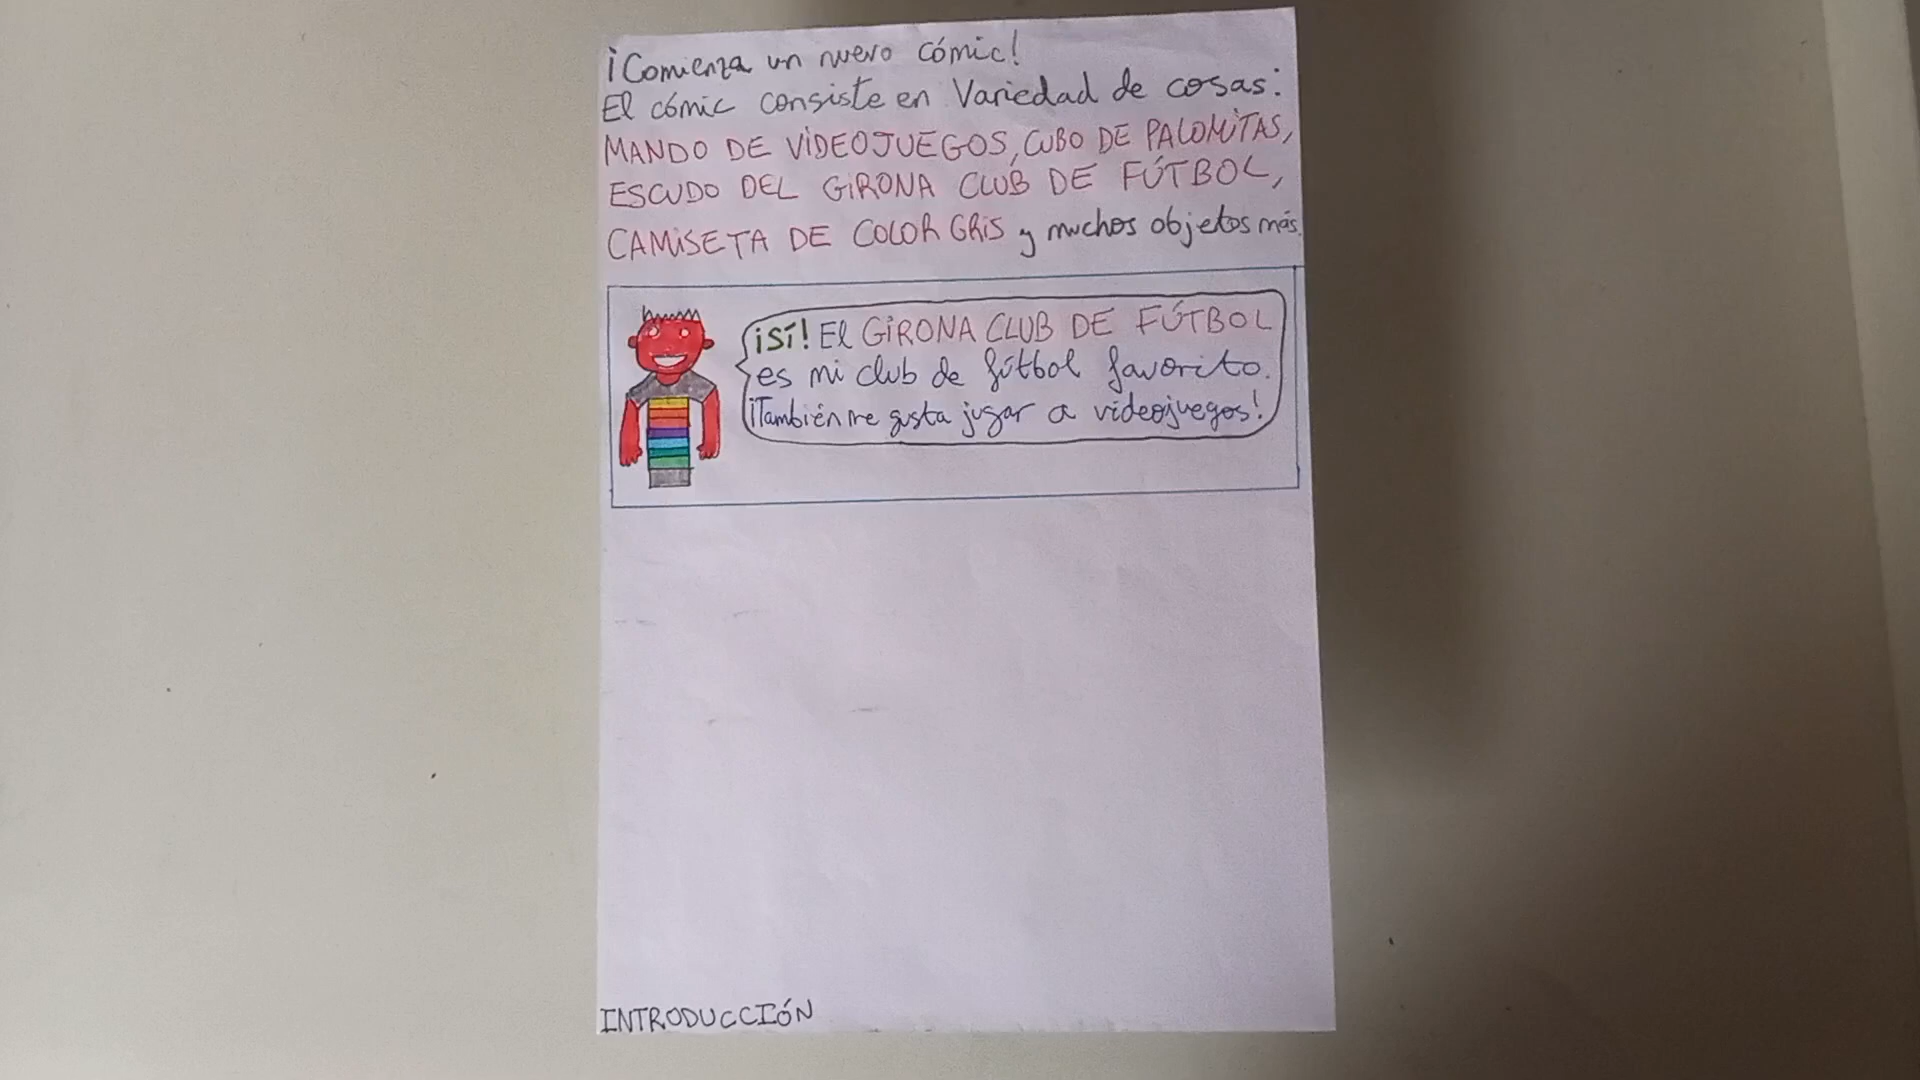 ¡Comienza un nuevo cómic!
El cómic consiste en Variedad de cosas:
MANDO DE VIDEOJUEGOS, CUBO DE PALOMITAS,
ESCUDO DEL GIRONA CLUB DE FÚTBOL,
CAMISETA DE COLOR GRIS y muchos objetos más.
¡SÍ! El GIRONA CLUB DE FÚTBOL
es mi club de fútbol favorito.
¡También me gusta jugar a videojuegos!
INTRODUCCIÓN